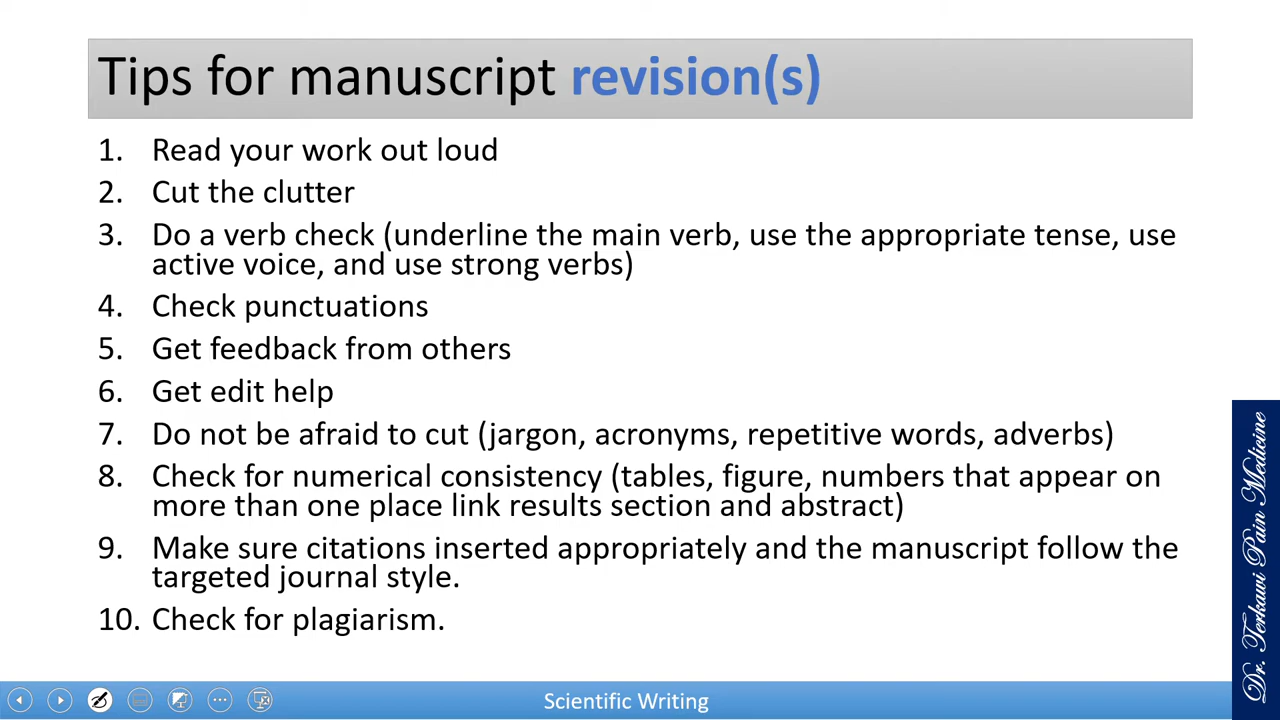 Tips for manuscript revision(s)
1. Read your work out loud
2. Cut the clutter
3. Do a verb check (underline the main verb, use the appropriate tense, use
active voice, and use strong verbs)
4. Check punctuations
5. Get feedback from others
6. Get edit help
7. Do not be afraid to cut (jargon, acronyms, repetitive words, adverbs)
8. Check for numerical consistency (tables, figure, numbers that appear on
more than one place link results section and abstract)
9. Make sure citations inserted appropriately and the manuscript follow the
targeted journal style.
10. Check for plagiarism.
Dr. Terkawi Pain Medicine
Scientific Writing